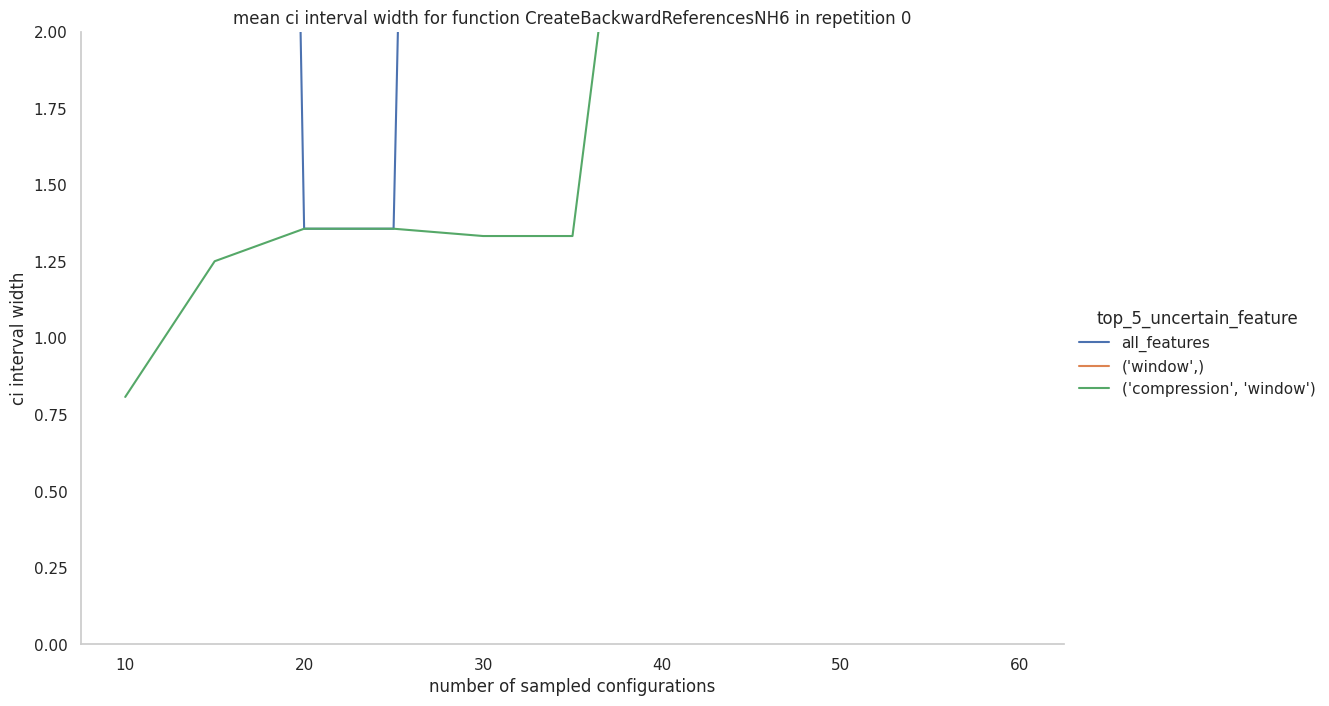 mean ci interval width for function CreateBackwardReferencesNH6 in repetition 0
2.00
1.75
1.50
1.25
1.00
0.75
0.50
0.25
0.00
ci interval width
10 20 30 40 50 60
number of sampled configurations
top_5_uncertain_feature
all_features
('window',)
('compression', 'window')